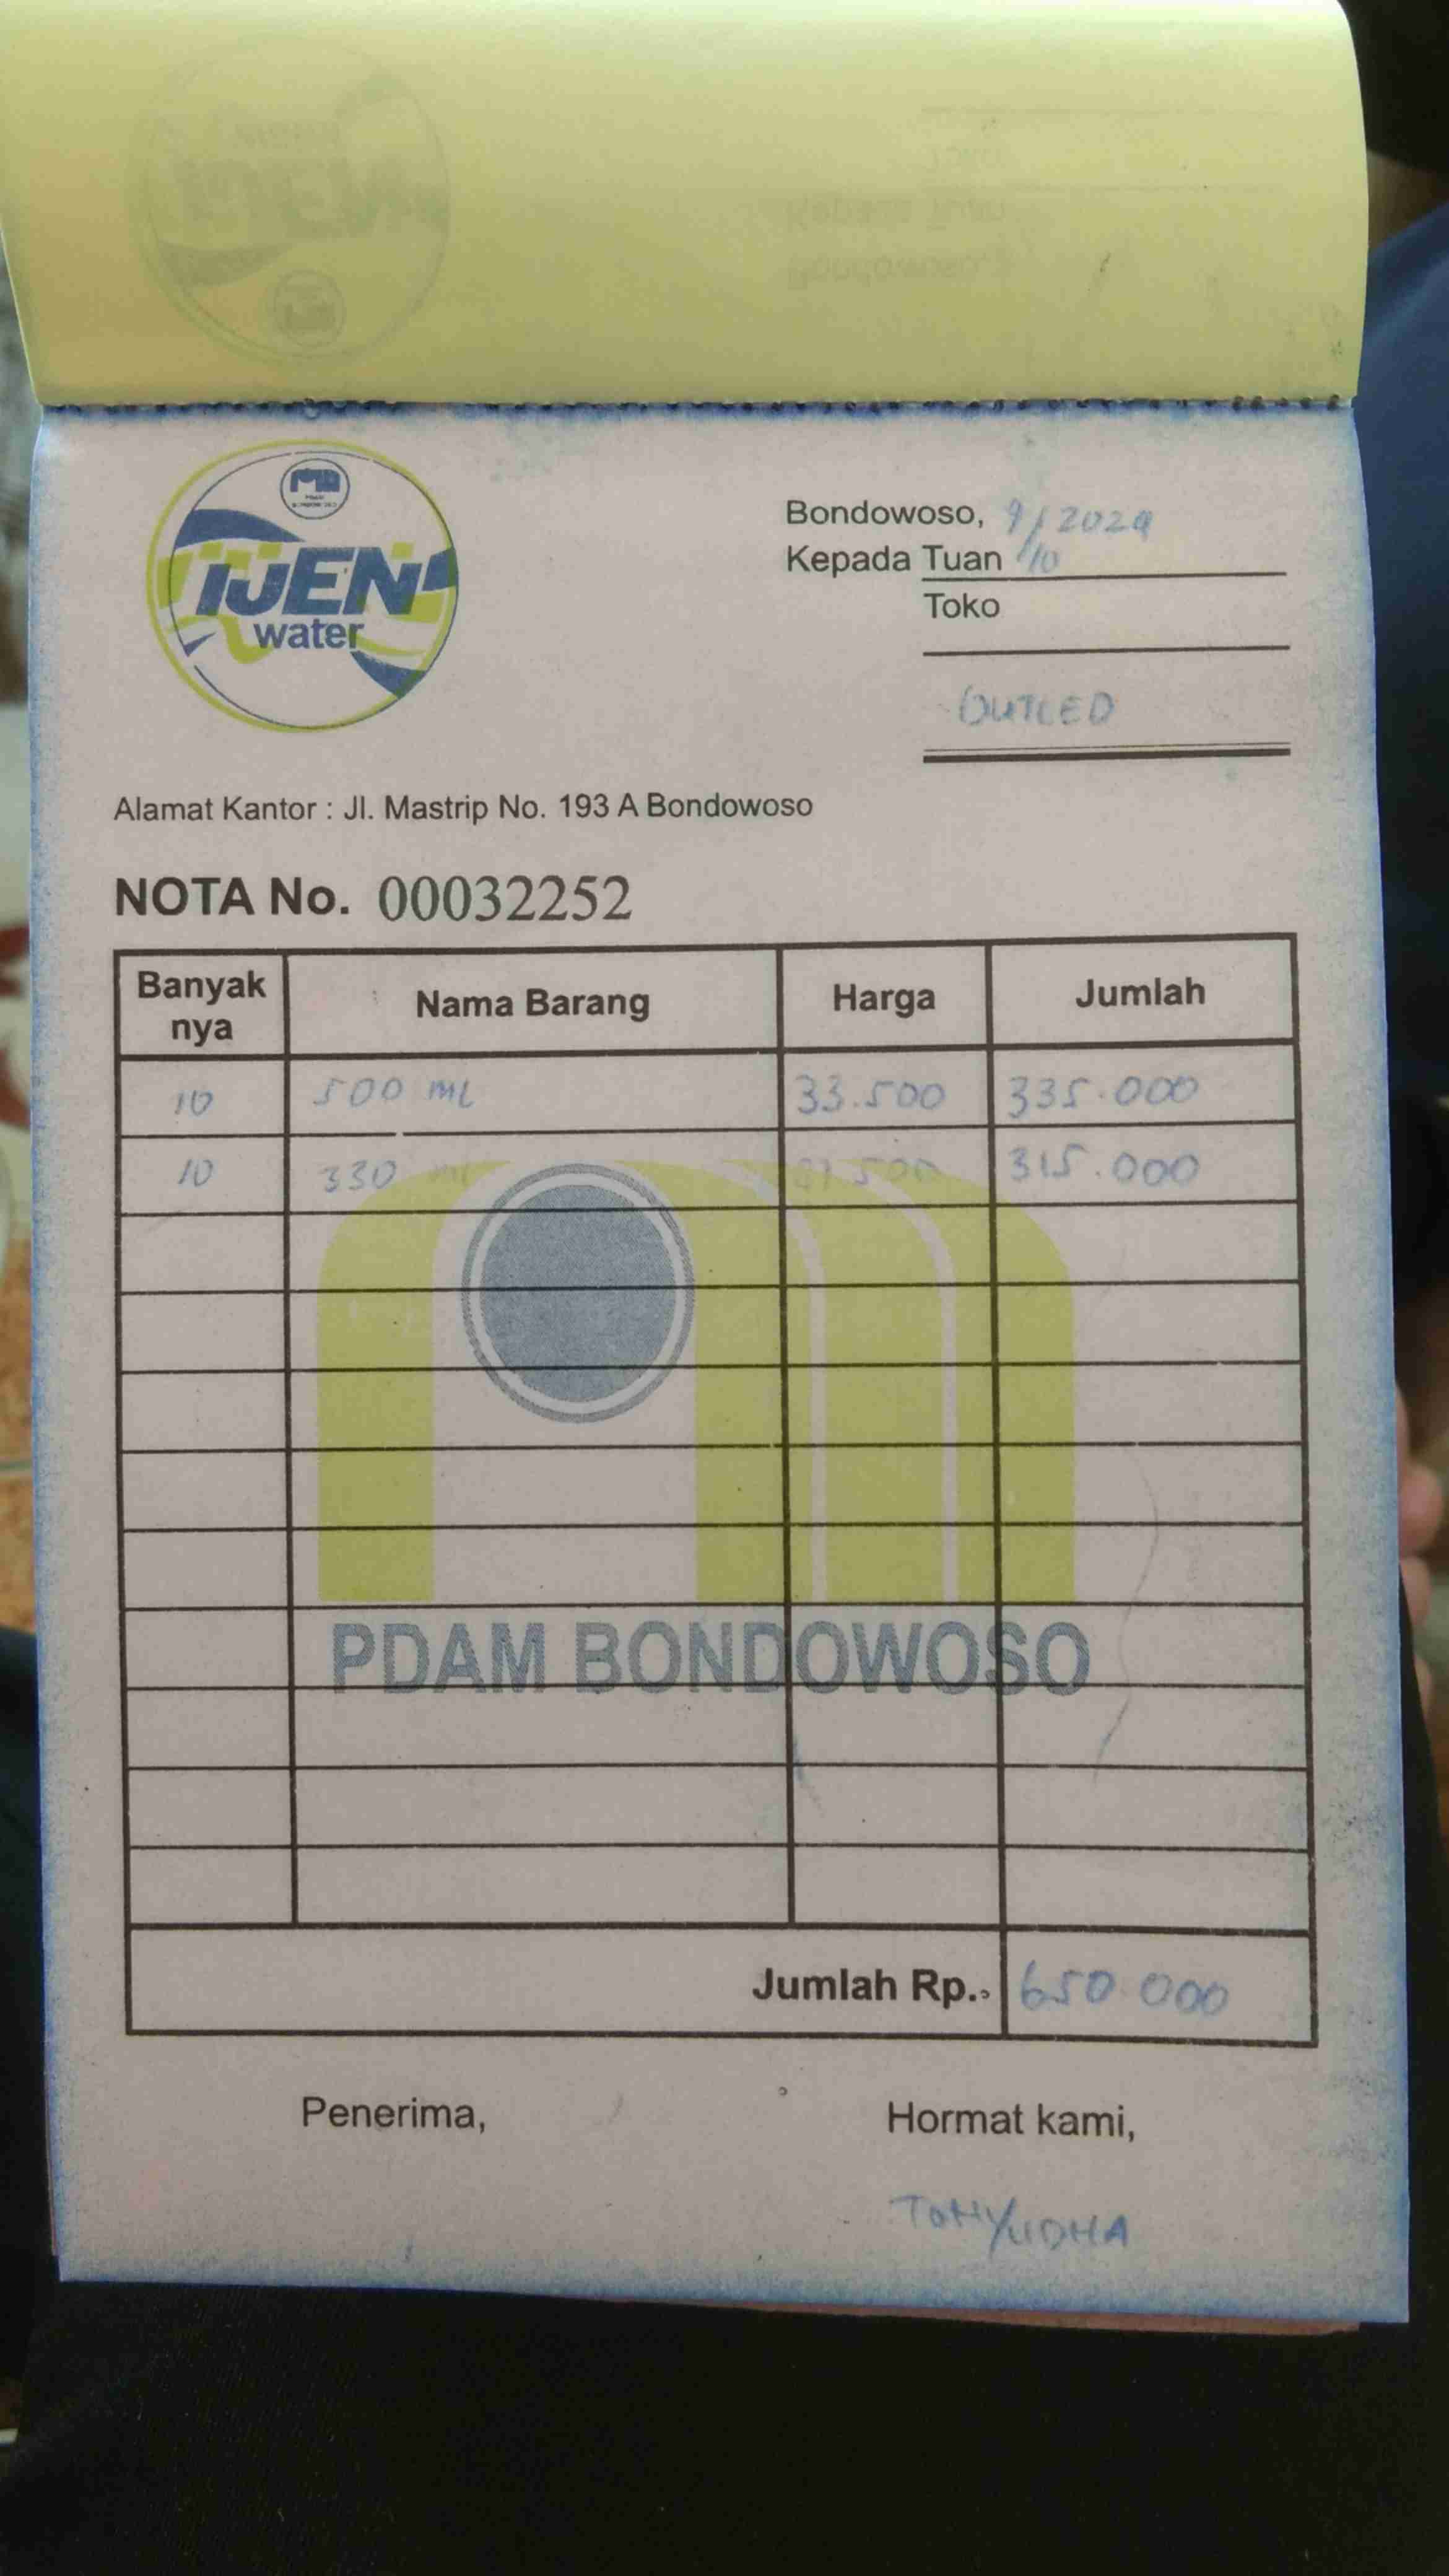 IJEN
water
Bondowoso, 9/10 2024
Kepada Tuan
Toko
OUTLED
Alamat Kantor : Jl. Mastrip No. 193 A Bondowoso
NOTA No. 00032252
Banyak nya Nama Barang Harga Jumlah
10 500 ML 33.500 335.000
10 330 ML 31.500 315.000
PDAM BONDOWOSO
Jumlah Rp. 650.000
Penerima, Hormat kami,